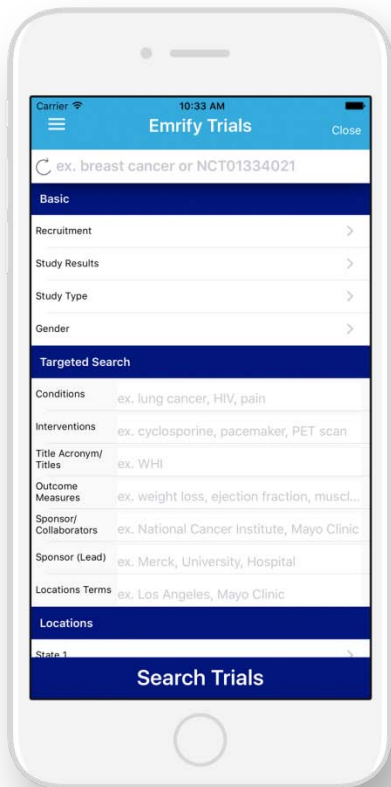 Carrier 10:33 AM
Emrify Trials
Close
ex. breast cancer or NCT01334021
Basic
Recruitment
Study Results
Study Type
Gender
Targeted Search
Conditions ex. lung cancer, HIV, pain
Interventions ex. cyclosporine, pacemaker, PET scan
Title Acronym/
Titles ex. WHI
Outcome
Measures ex. weight loss, ejection fraction, muscl...
Sponsor/
Collaborators ex. National Cancer Institute, Mayo Clinic
Sponsor (Lead) ex. Merck, University, Hospital
Locations Terms ex. Los Angeles, Mayo Clinic
Locations
State 1
Search Trials